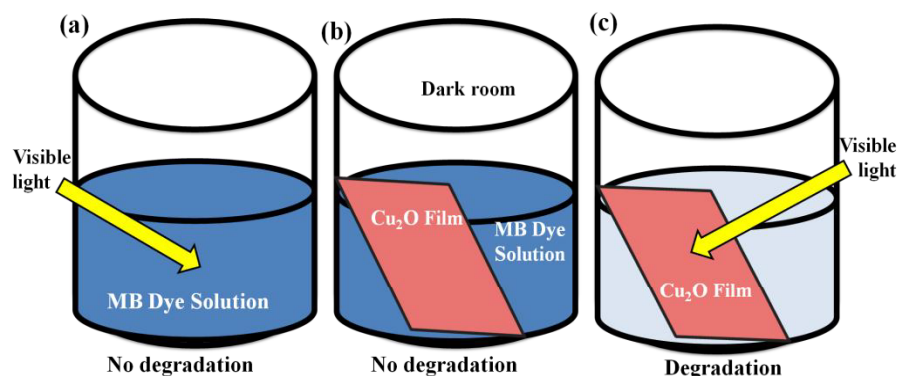 (a)
Visible
light
MB Dye Solution
No degradation
(b)
Dark room
Cu₂O Film
MB Dye
Solution
No degradation
(c)
Visible
light
Cu₂O Film
Degradation